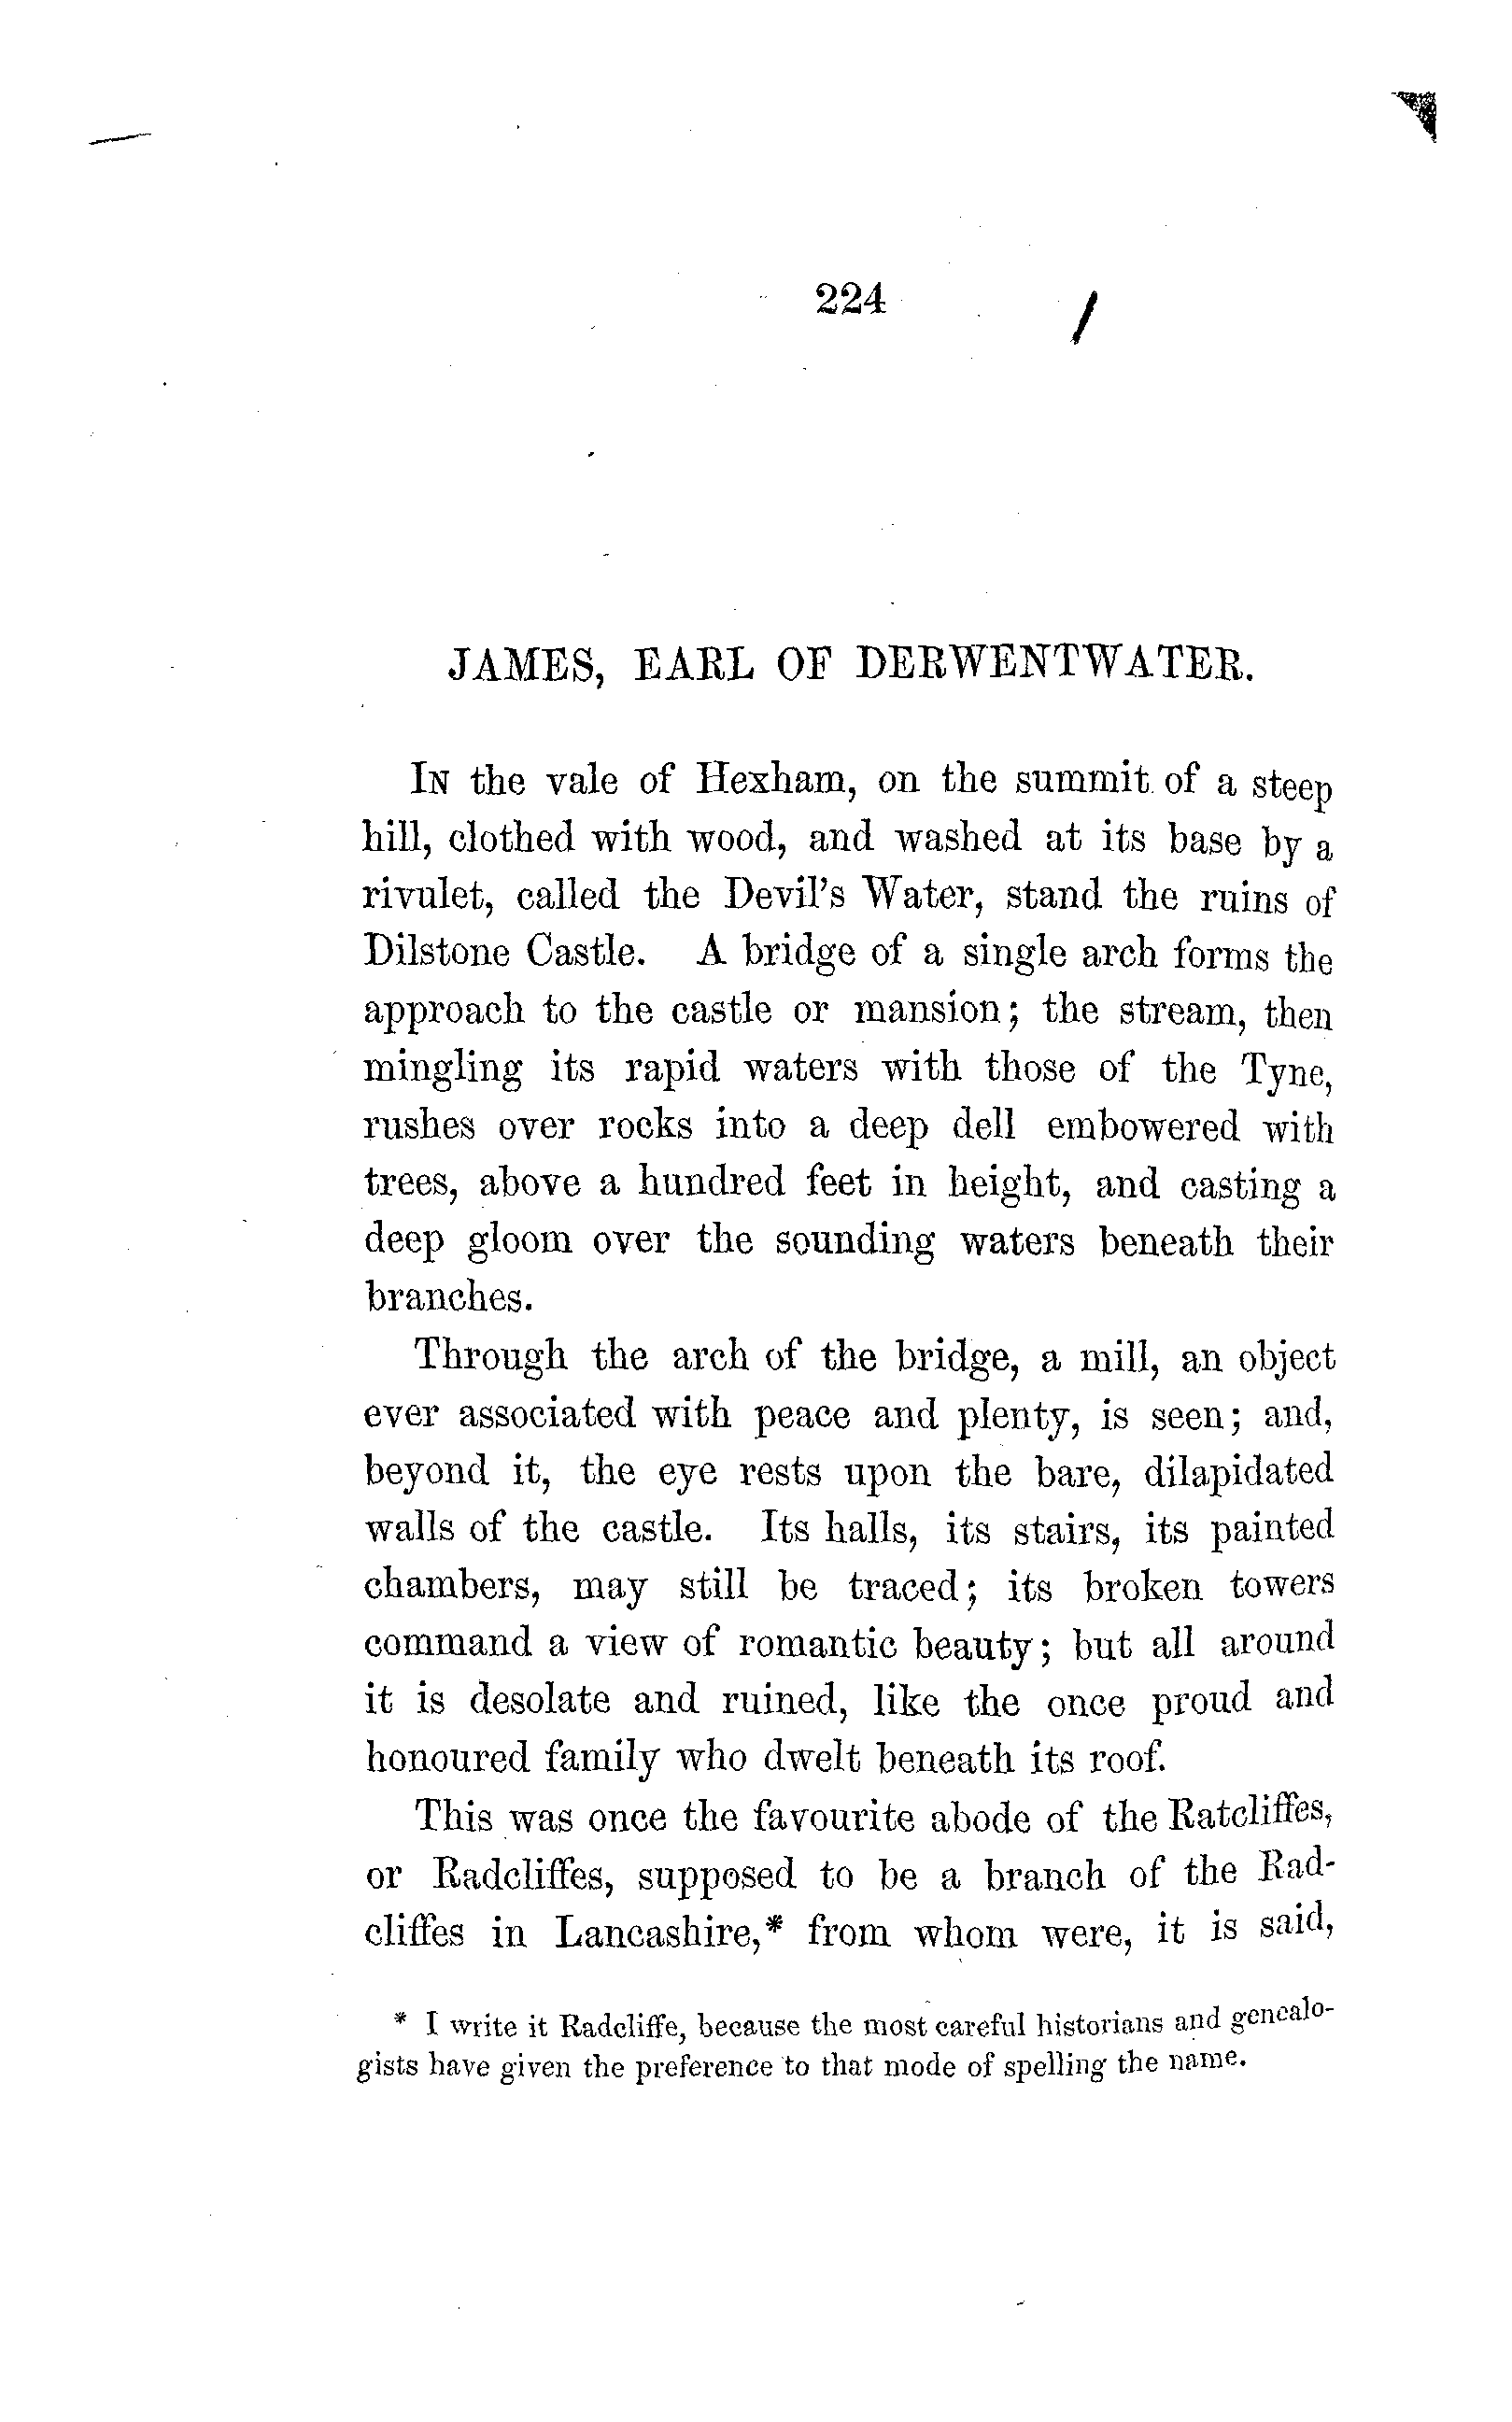 224
JAMES, EARL OF DERWENTWATER.
IN the vale of Hexham, on the summit of a steep
hill, clothed with wood, and washed at its base by a
rivulet, called the Devil's Water, stand the ruins of
Dilstone Castle. A bridge of a single arch forms the
approach to the castle or mansion; the stream, then
mingling its rapid waters with those of the Tyne,
rushes over rocks into a deep dell embowered with
trees, above a hundred feet in height, and casting a
deep gloom over the sounding waters beneath their
branches.
Through the arch of the bridge, a mill, an object
ever associated with peace and plenty, is seen; and,
beyond it, the eye rests upon the bare, dilapidated
walls of the castle. Its halls, its stairs, its painted
chambers, may still be traced; its broken towers
command a view of romantic beauty; but all around
it is desolate and ruined, like the once proud and
honoured family who dwelt beneath its roof.
This was once the favourite abode of the Ratcliffes,
or Radcliffes, supposed to be a branch of the Rad-
cliffes in Lancashire,* from whom were, it is said,
* I write it Radcliffe, because the most careful historians and genealo-
gists have given the preference to that mode of spelling the name.